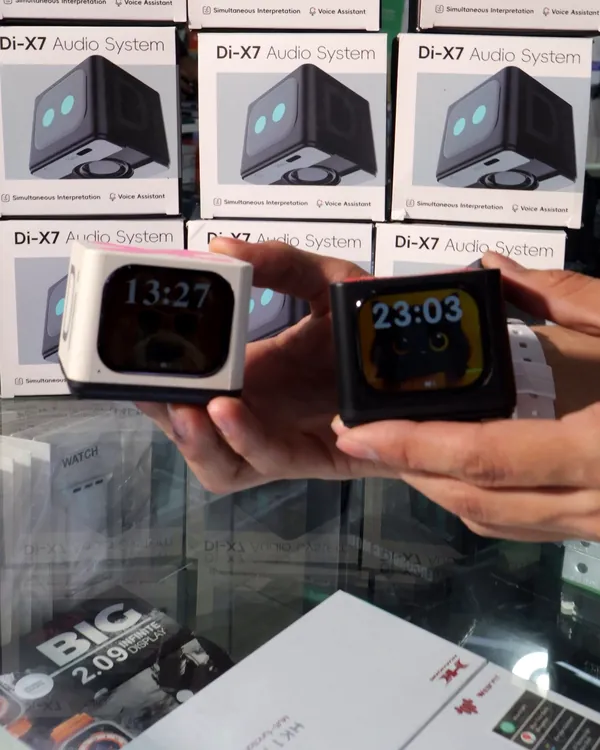 Simultaneous Interpretation Voice Assistant
Simultaneous Interpretation Voice Assistant
Di-X7 Audio System
Di-X7 Audio System
Di-X7 Audio System
Simultaneous Interpretation Voice Assistant
Simultaneous Interpretation Voice Assistant
Simultaneous Interpretation Voice Assistant
Di-X7 Audio System
Di-X7 Audio System
Di-X7 Audio System
13:27
23:03
Simultaneous
WATCH
BIG
2.09 INFINITE
DISPLAY